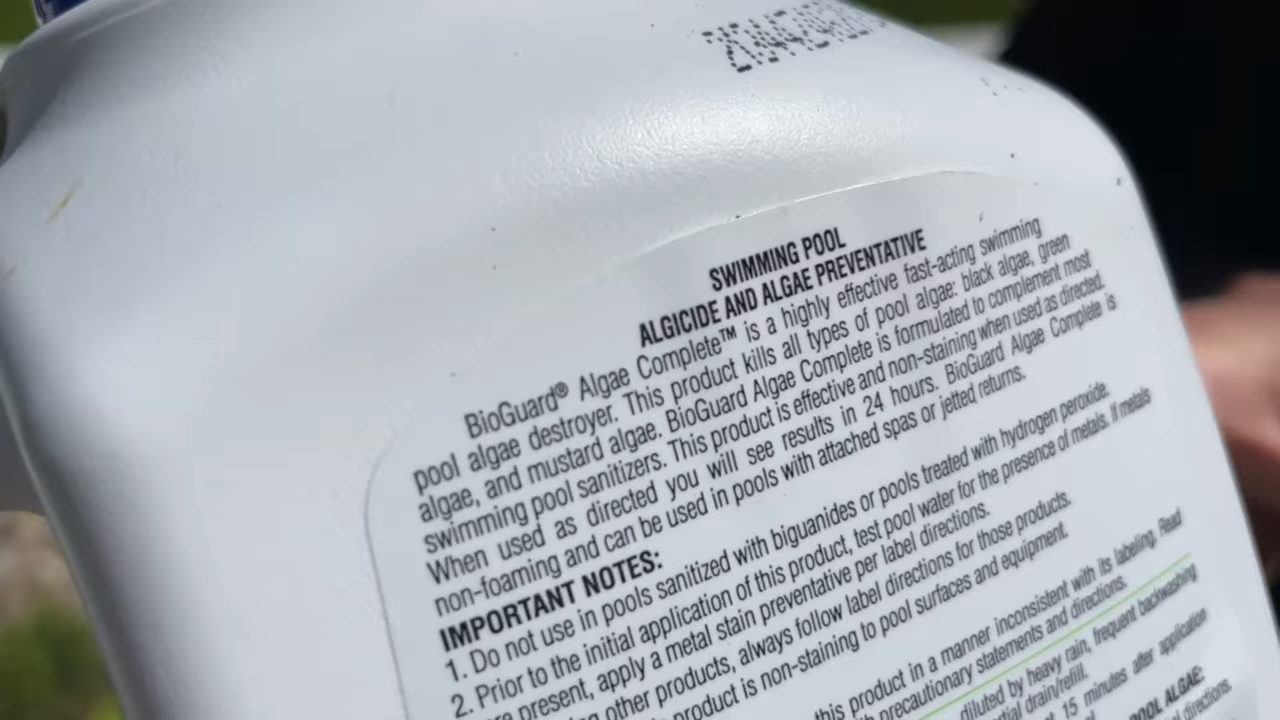 SWIMMING POOL
ALGICIDE AND ALGAE PREVENTATIVE
BioGuard® Algae Complete™ is a highly effective fast-acting swimming
pool algae destroyer. This product kills all types of pool algae: black algae, green
algae, and mustard algae. BioGuard Algae Complete is formulated to complement most
swimming pool sanitizers. This product is effective and non-staining when used as directed.
When used as directed you will see results in 24 hours. BioGuard Algae Complete is
non-foaming and can be used in pools with attached spas or jetted returns.
IMPORTANT NOTES:
1. Do not use in pools sanitized with biguanides or pools treated with hydrogen peroxide.
2. Prior to the initial application of this product, test pool water for the presence of metals. If metals
present, apply a metal stain preventative per label directions.
other products, always follow label directions for those products.
product is non-staining to pool surfaces and equipment.
this product in a manner inconsistent with its labeling. Read
precautionary statements and directions.
diluted by heavy rain, frequent backwashing
drain/refill.
15 minutes after application
POOL ALGAE:
directions.